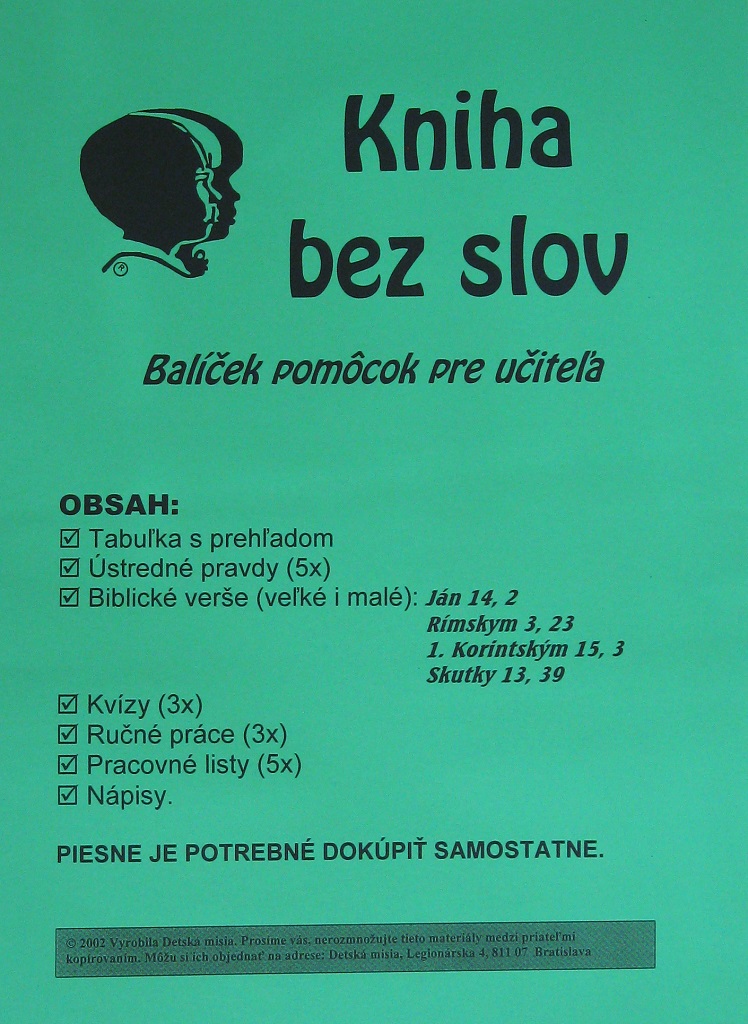 Kniha
bez slov
®
Balíček pomôcok pre učiteľa
OBSAH:
☑ Tabuľka s prehľadom
☑ Ústredné pravdy (5x)
☑ Biblické verše (veľké i malé): Ján 14, 2
Rímskym 3, 23
1. Korintským 15, 3
Skutky 13, 39
☑ Kvízy (3x)
☑ Ručné práce (3x)
☑ Pracovné listy (5x)
☑ Nápisy.
PIESNE JE POTREBNÉ DOKÚPIŤ SAMOSTATNE.
© 2002 Vyrobila Detská misia. Prosíme vás, nerozmnožujte tieto materiály medzi priateľmi
kopírovaním. Môžu si ich objednať na adrese: Detská misia, Legionárska 4, 811 07 Bratislava